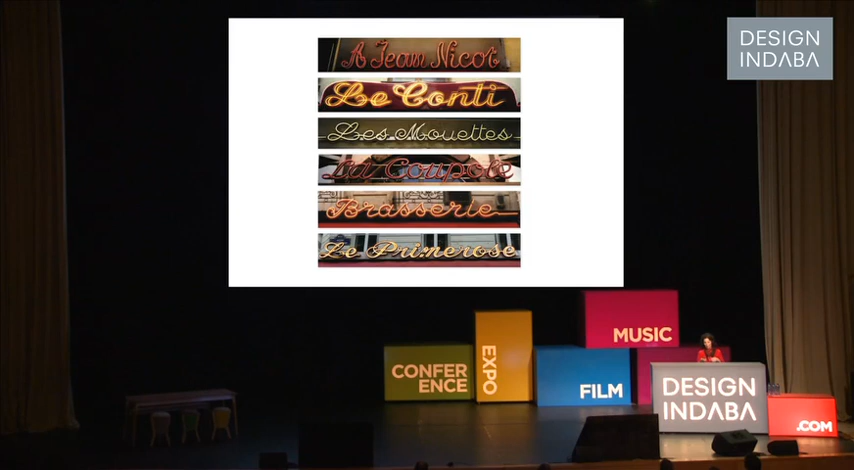 À Jean Nicot
Le Conti
Les Mouettes
La Coupole
Brasserie
Le Primerose
DESIGN
INDABA
MUSIC
CONFER
ENCE
EXPO
FILM
DESIGN
INDABA
.COM